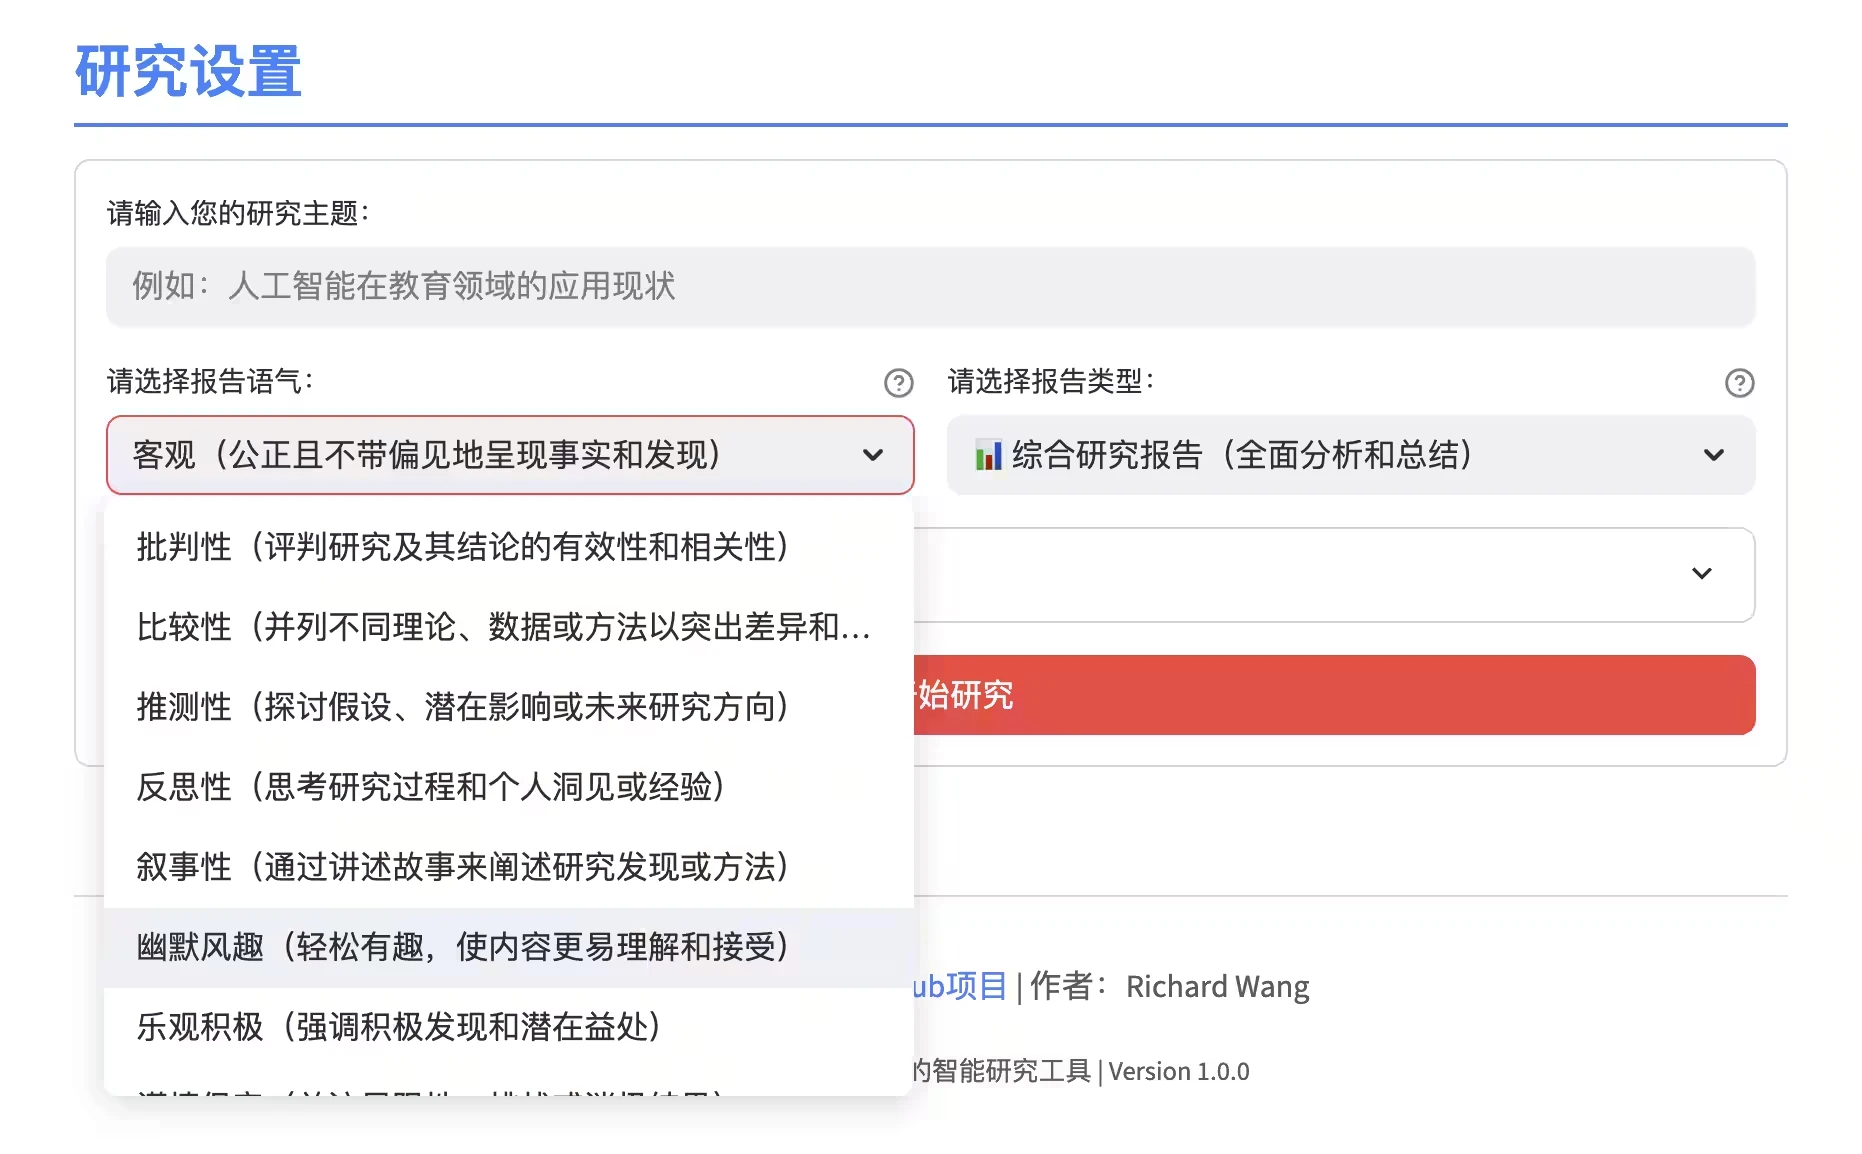 研究设置
请输入您的研究主题：
例如：人工智能在教育领域的应用现状
请选择报告语气：
请选择报告类型：
客观（公正且不带偏见地呈现事实和发现）
综合研究报告（全面分析和总结）
批判性（评判研究及其结论的有效性和相关性）
比较性（并列不同理论、数据或方法以突出差异和...
推测性（探讨假设、潜在影响或未来研究方向）
始研究
反思性（思考研究过程和个人洞见或经验）
叙事性（通过讲述故事来阐述研究发现或方法）
幽默风趣（轻松有趣，使内容更易理解和接受）
ub项目 | 作者：Richard Wang
乐观积极（强调积极发现和潜在益处）
的智能研究工具 | Version 1.0.0